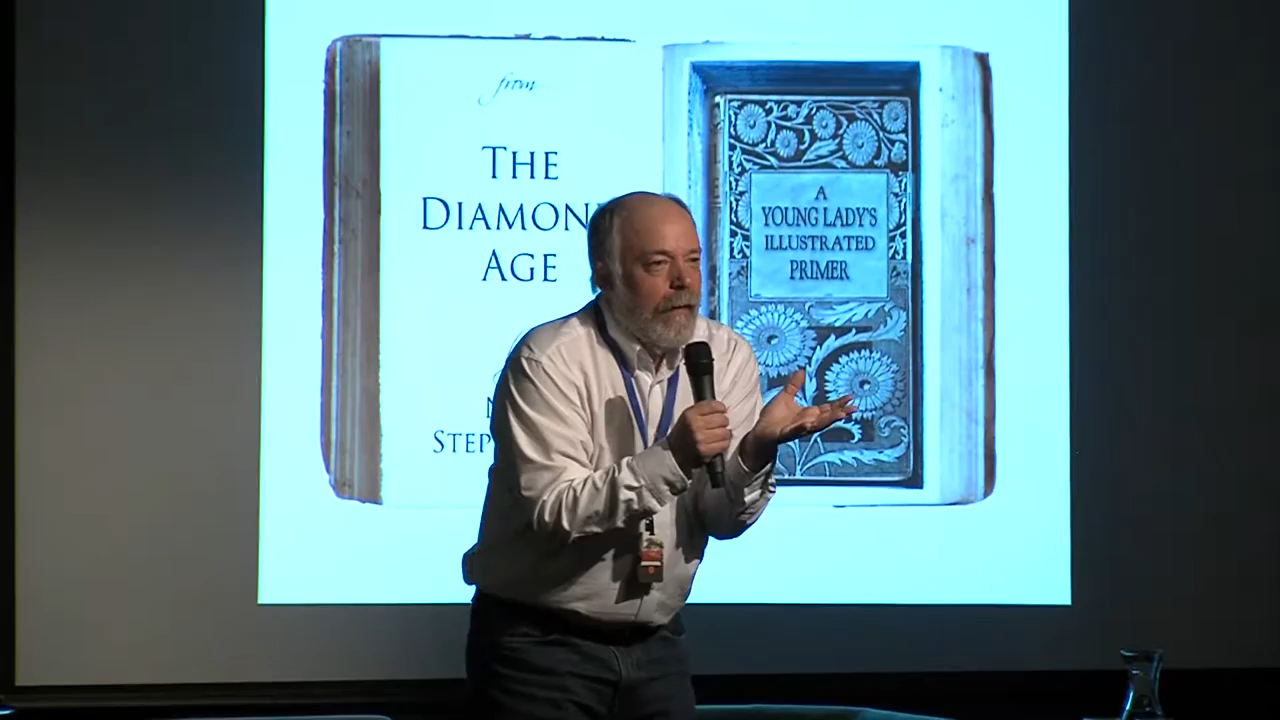 from
THE
DIAMON
AGE
STEP
A
YOUNG LADY'S
ILLUSTRATED
PRIMER